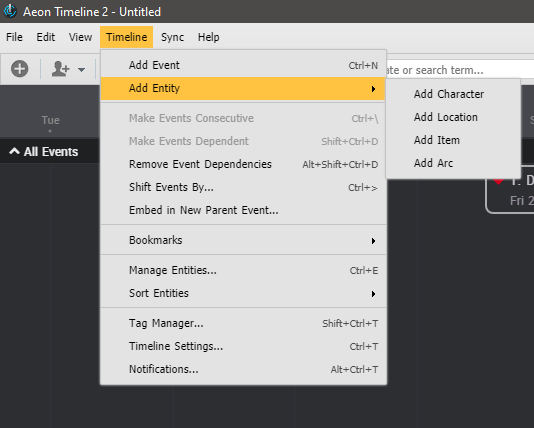 Aeon Timeline 2 - Untitled
File Edit View Timeline Sync Help
Add Event Ctrl+N
or search term...
Add Entity
Add Character
Add Location
Add Item
Add Arc
Make Events Consecutive Ctrl+\
Make Events Dependent Shift+Ctrl+D
Remove Event Dependencies Alt+Shift+Ctrl+D
Shift Events By... Ctrl+>
Embed in New Parent Event...
Bookmarks
Manage Entities... Ctrl+E
Sort Entities
Tag Manager... Shift+Ctrl+T
Timeline Settings... Ctrl+T
Notifications... Alt+Ctrl+T
Tue
All Events
1. D
Fri 2